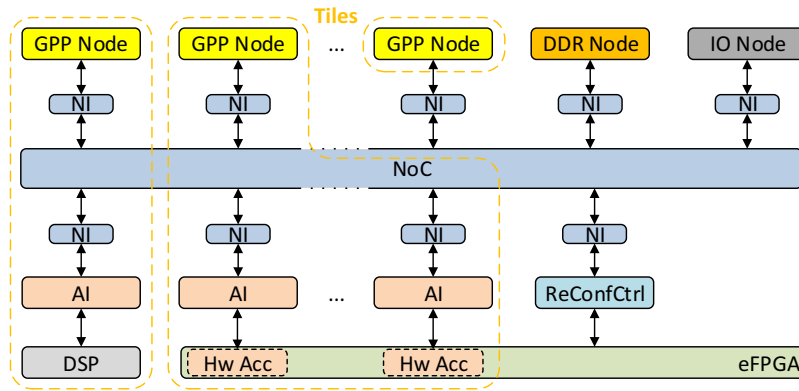 Tiles
GPP Node GPP Node ... GPP Node DDR Node IO Node
NI NI NI NI NI
NoC
NI NI NI NI
AI AI ... AI ReConfCtrl
DSP Hw Acc Hw Acc eFPGA